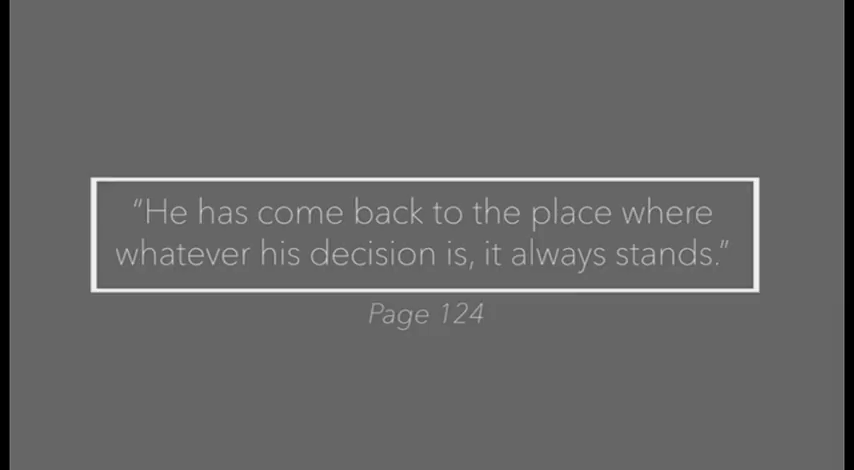 “He has come back to the place where
whatever his decision is, it always stands.”
Page 124